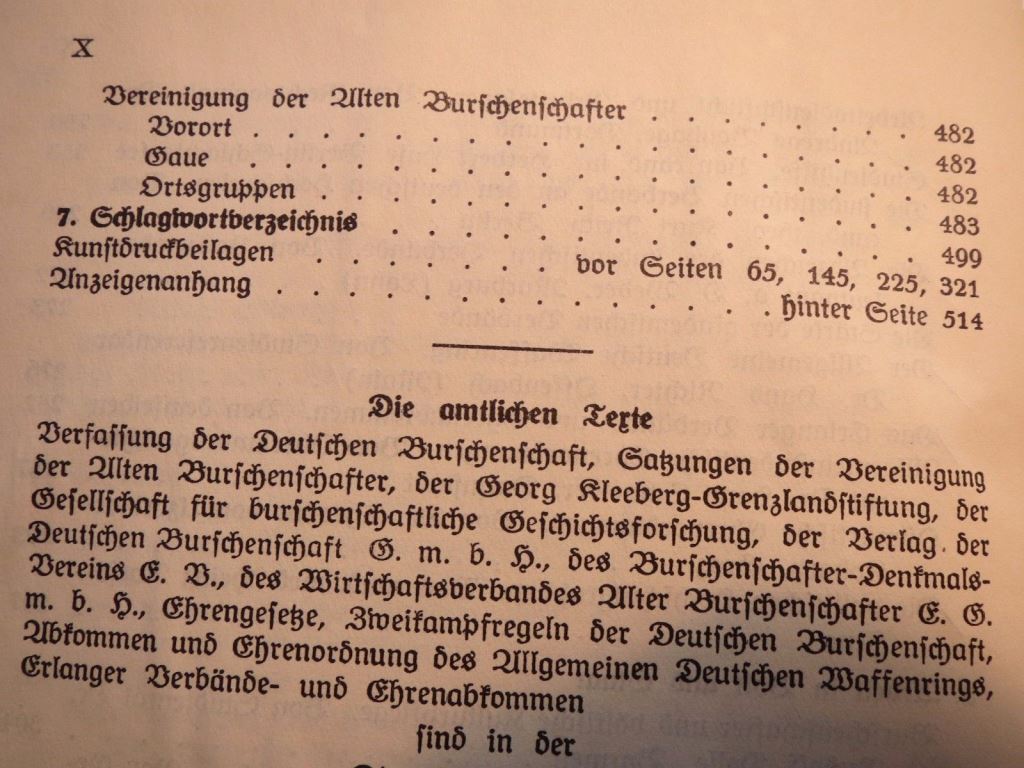 X
Vereinigung der Alten Burschenschafter
Vorort . . . . . . . . . . . . . . . . . 482
Gaue . . . . . . . . . . . . . . . . . 482
Ortsgruppen . . . . . . . . . . . . . . . 482
7. Schlagwortverzeichnis . . . . . . . . . . . . . 483
Kunstdruckbeilagen . . . . . . . . . . . . . . . 499
Anzeigenanhang . . . . . . . vor Seiten 65, 145, 225, 321
. . . . . . . . . . . . . . . . hinter Seite 514
Die amtlichen Texte
Verfassung der Deutschen Burschenschaft, Satzungen der Vereinigung
der Alten Burschenschafter, der Georg Kleeberg-Grenzlandstiftung, der
Gesellschaft für burschenschaftliche Geschichtsforschung, der Verlag der
Deutschen Burschenschaft G. m. b. H., des Burschenschafter-Denkmals-
Vereins E. V., des Wirtschaftsverbandes Alter Burschenschafter E. G.
m. b. H., Ehrengesetze, Zweikampfregeln der Deutschen Burschenschaft,
Abkommen und Ehrenordnung des Allgemeinen Deutschen Waffenrings,
Erlanger Verbände- und Ehrenabkommen
sind in der